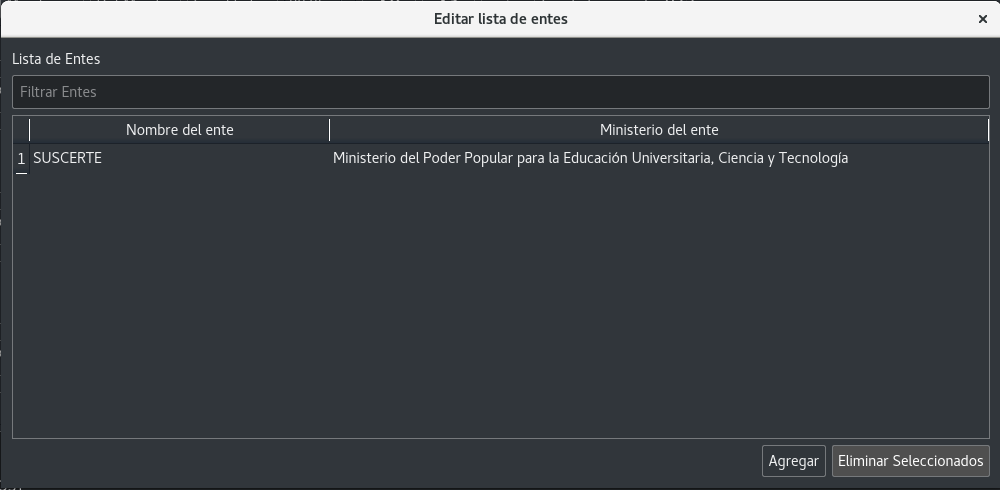 Editar lista de entes
×
Lista de Entes
Filtrar Entes
Nombre del ente Ministerio del ente
1 SUSCERTE Ministerio del Poder Popular para la Educación Universitaria, Ciencia y Tecnología
Agregar Eliminar Seleccionados